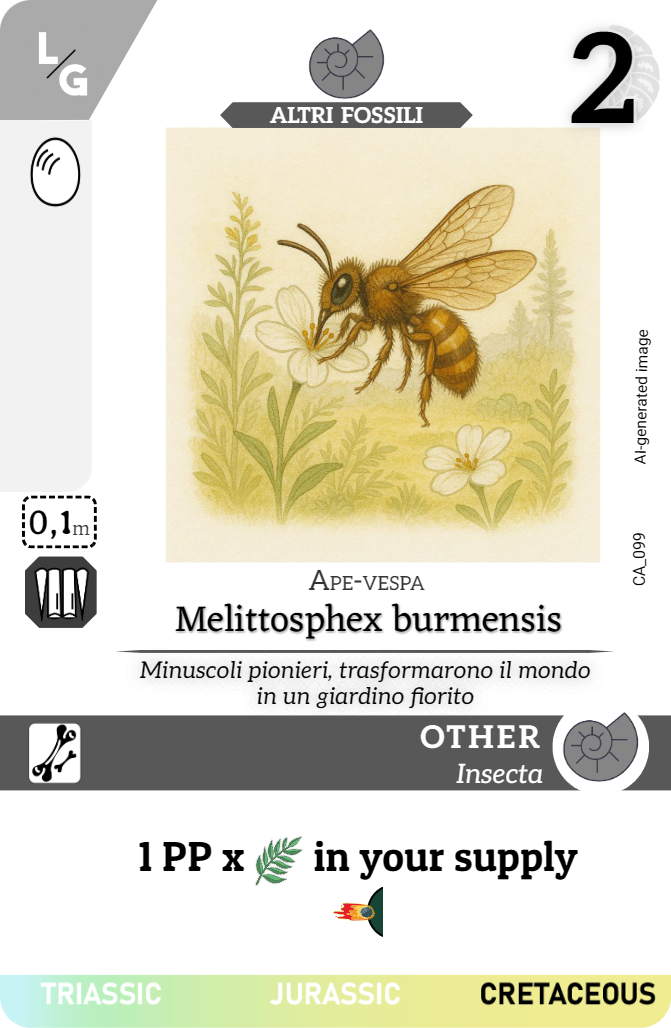 L/G
2
ALTRI FOSSILI
AI-generated image
0,1m
CA_099
Ape-vespa
Melittosphex burmensis
Minuscoli pionieri, trasformarono il mondo
in un giardino fiorito
OTHER
Insecta
1 PP x in your supply
TRIASSIC JURASSIC CRETACEOUS